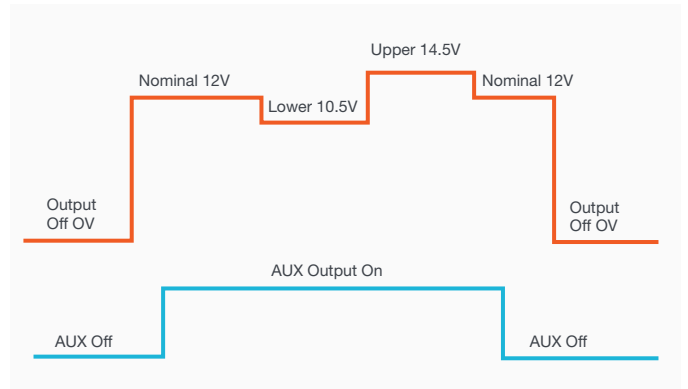 Upper 14.5V
Nominal 12V
Nominal 12V
Lower 10.5V
Output
Off OV
Output
Off OV
AUX Output On
AUX Off
AUX Off